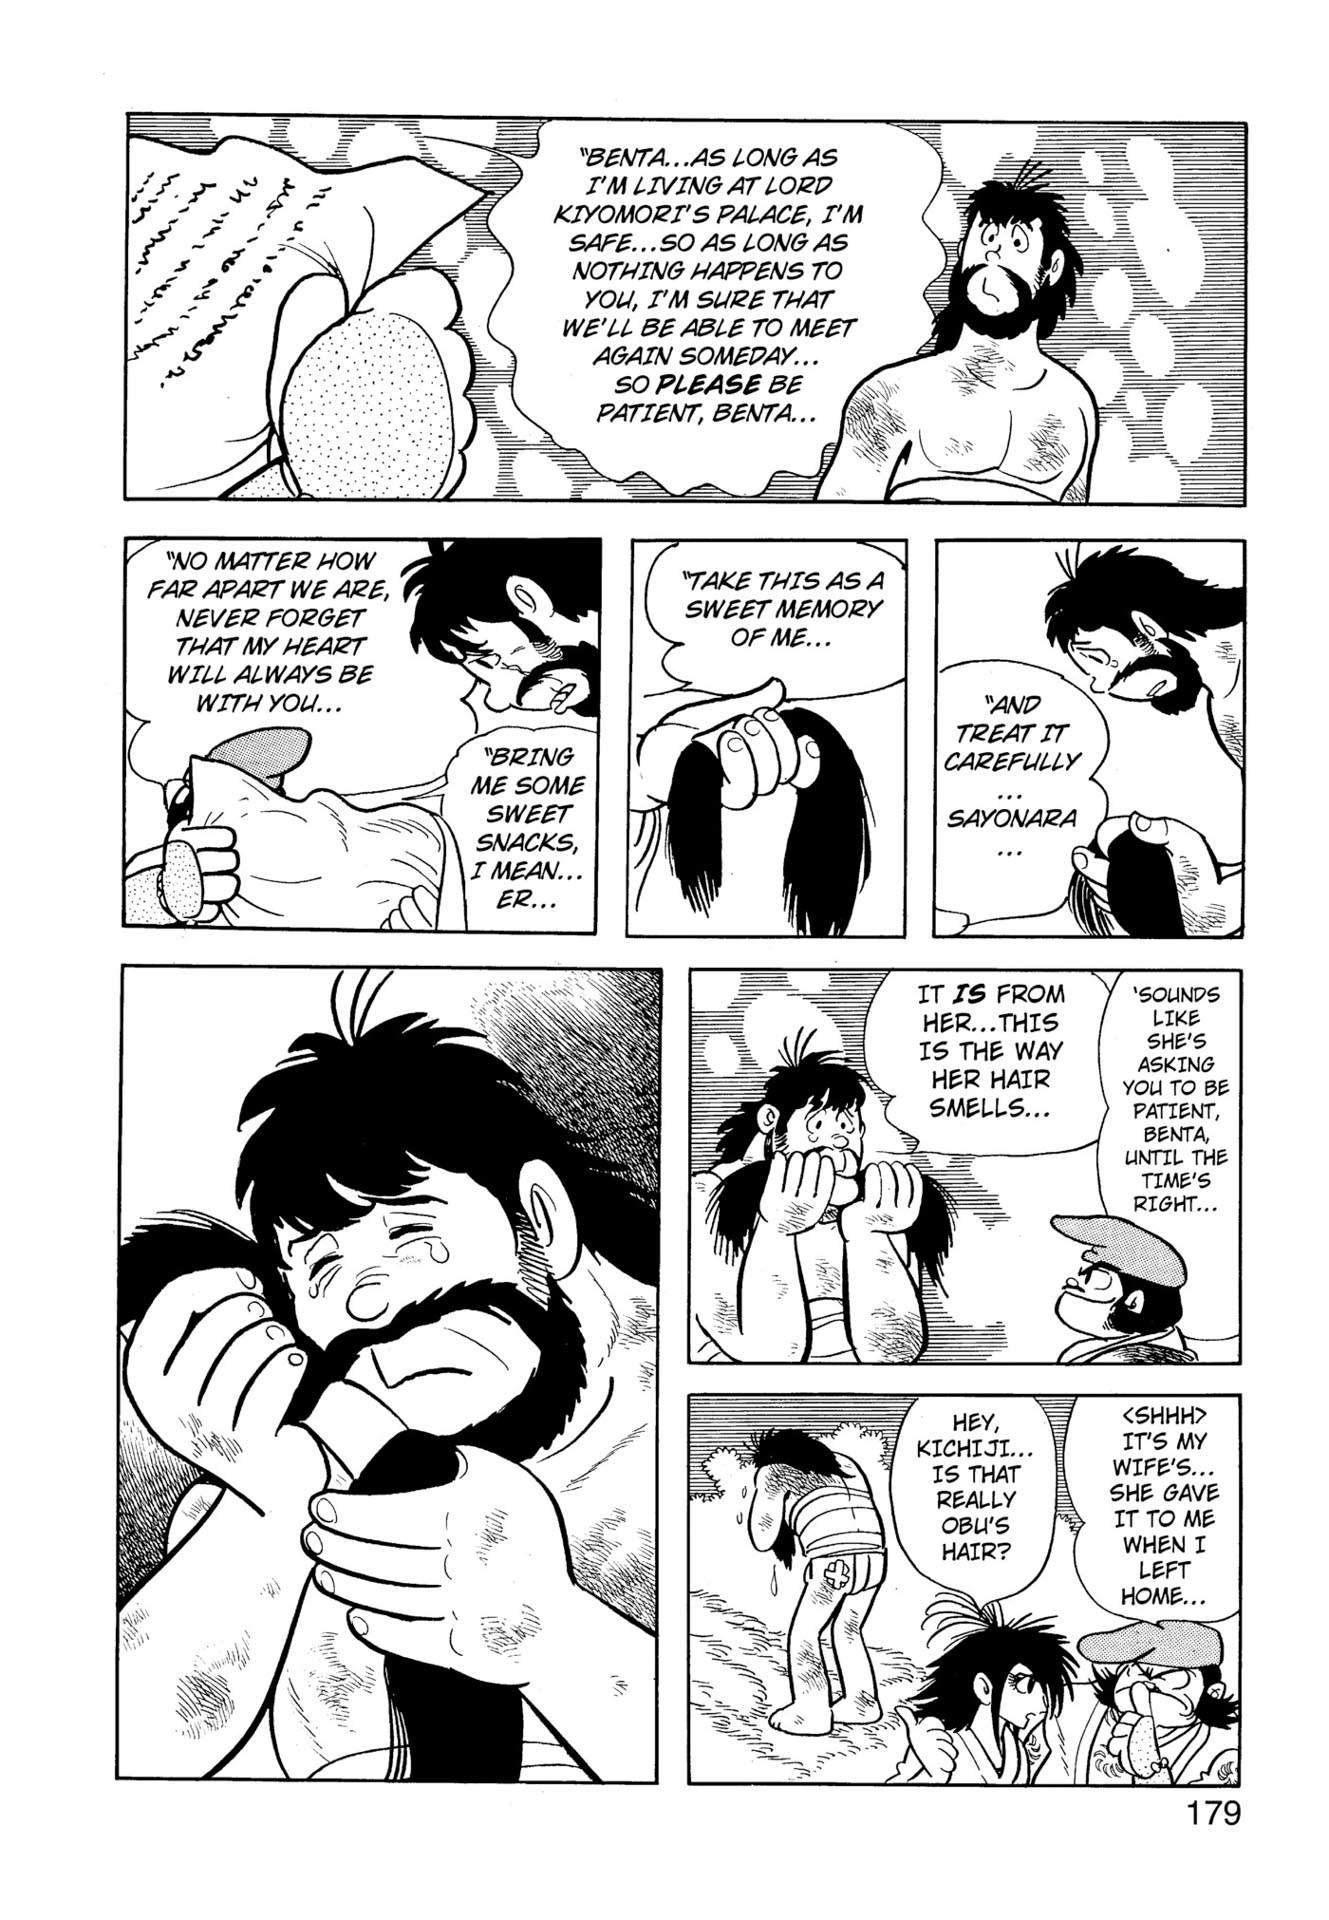 "BENTA...AS LONG AS
I'M LIVING AT LORD
KIYOMORI'S PALACE, I'M
SAFE...SO AS LONG AS
NOTHING HAPPENS TO
YOU, I'M SURE THAT
WE'LL BE ABLE TO MEET
AGAIN SOMEDAY...
SO PLEASE BE
PATIENT, BENTA...
"NO MATTER HOW
FAR APART WE ARE,
NEVER FORGET
THAT MY HEART
WILL ALWAYS BE
WITH YOU...
"BRING
ME SOME
SWEET
SNACKS,
I MEAN...
ER...
"TAKE THIS AS A
SWEET MEMORY
OF ME...
"AND
TREAT IT
CAREFULLY
...
SAYONARA
...
IT IS FROM
HER...THIS
IS THE WAY
HER HAIR
SMELLS...
'SOUNDS
LIKE
SHE'S
ASKING
YOU TO BE
PATIENT,
BENTA,
UNTIL THE
TIME'S
RIGHT...
HEY,
KICHIJI...
IS THAT
REALLY
OBU'S
HAIR?
<SHHH>
IT'S MY
WIFE'S...
SHE GAVE
IT TO ME
WHEN I
LEFT
HOME...
179